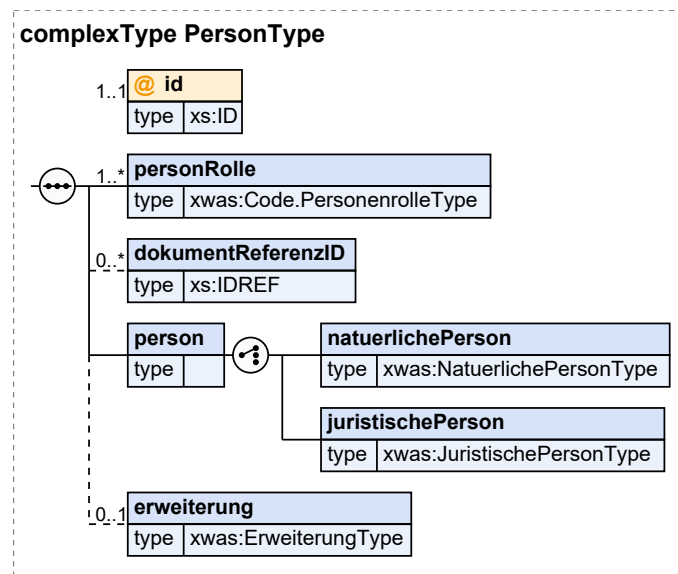 complexType PersonType
1..1
@ id
type xs:ID
1..*
personRolle
type xwas:Code.PersonenrolleType
0..*
dokumentReferenzID
type xs:IDREF
person
type
natuerlichePerson
type xwas:NatuerlichePersonType
juristischePerson
type xwas:JuristischePersonType
0..1
erweiterung
type xwas:ErweiterungType